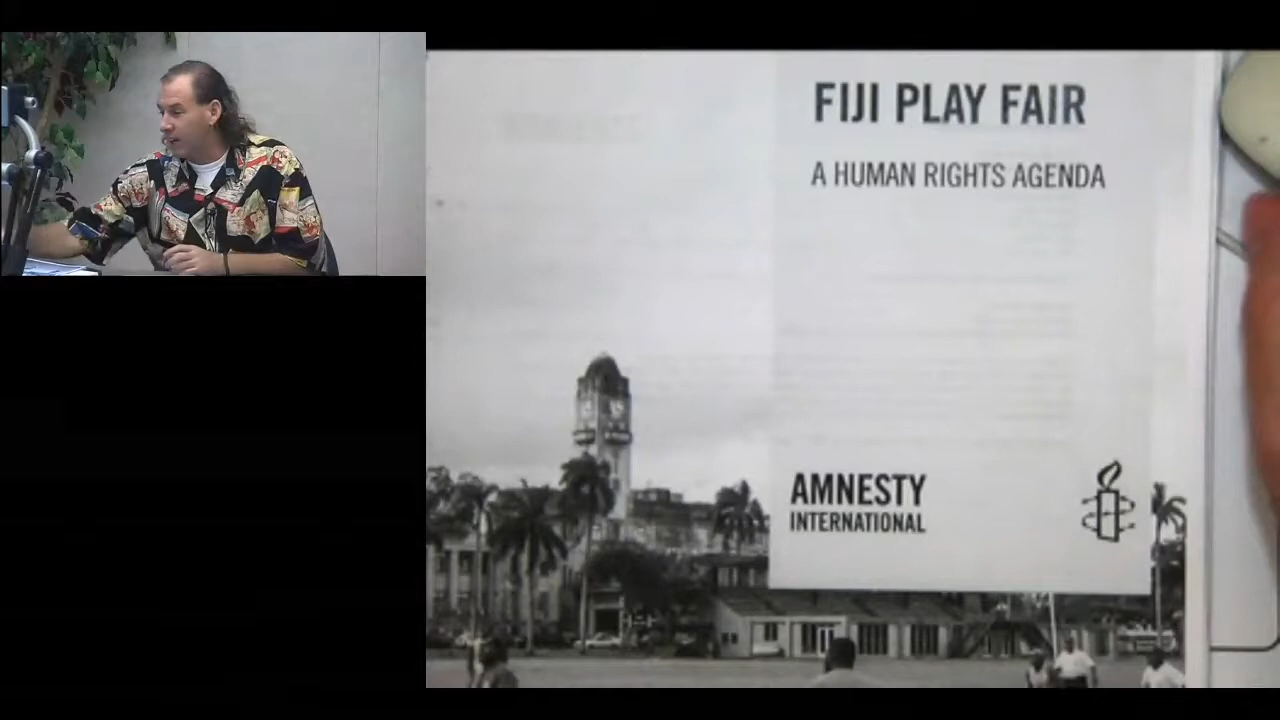 FIJI PLAY FAIR
A HUMAN RIGHTS AGENDA
AMNESTY
INTERNATIONAL